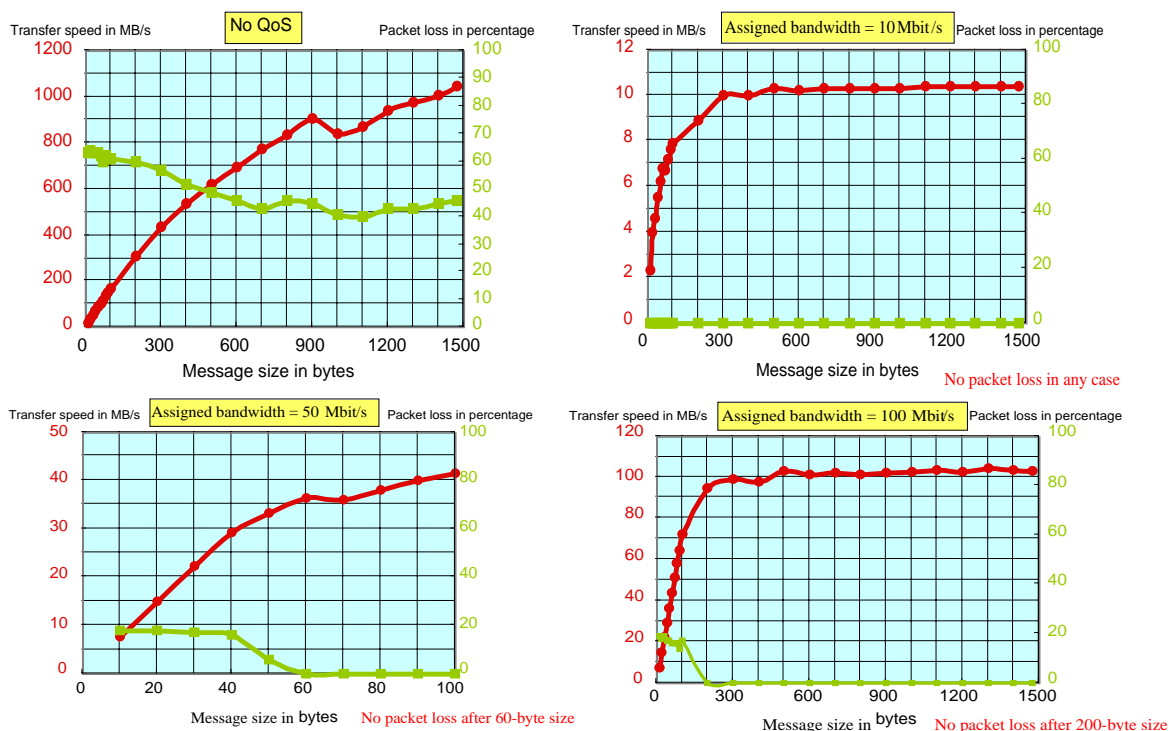 No QoS
Transfer speed in MB/s
Packet loss in percentage
1200
1000
800
600
400
200
0
100
90
80
70
60
50
40
30
20
10
0
0 300 600 900 1200 1500
Message size in bytes
Assigned bandwidth = 10 Mbit/s
Transfer speed in MB/s
Packet loss in percentage
12
10
8
6
4
2
0
100
80
60
40
20
0
0 300 600 900 1200 1500
Message size in bytes
No packet loss in any case
Assigned bandwidth = 50 Mbit/s
Transfer speed in MB/s
Packet loss in percentage
50
40
30
20
10
0
100
80
60
40
20
0
0 20 40 60 80 100
Message size in bytes
No packet loss after 60-byte size
Assigned bandwidth = 100 Mbit/s
Transfer speed in MB/s
Packet loss in percentage
120
100
80
60
40
20
0
100
80
60
40
20
0
0 300 600 900 1200 1500
Message size in bytes
No packet loss after 200-byte size